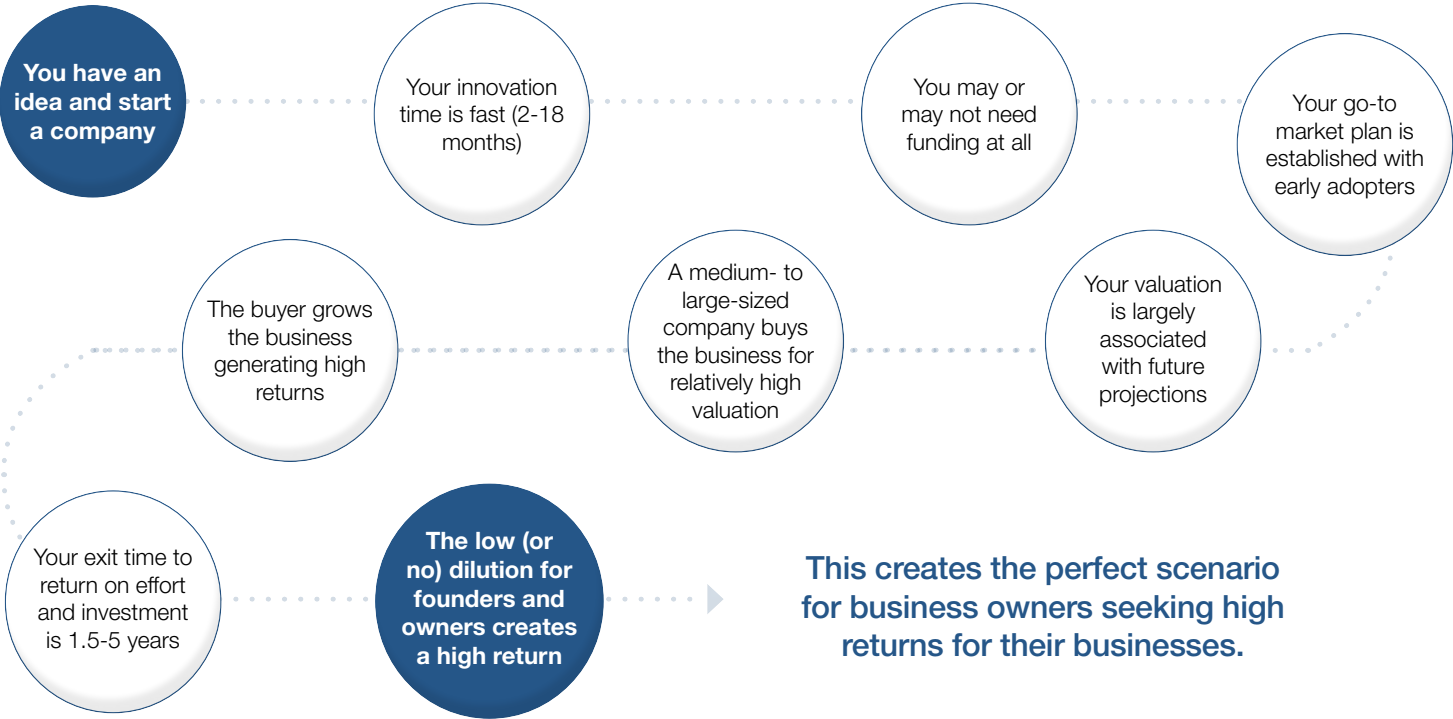 You have an
idea and start
a company
Your innovation
time is fast (2-18
months)
You may or
may not need
funding at all
Your go-to
market plan is
established with
early adopters
Your valuation
is largely
associated
with future
projections
A medium- to
large-sized
company buys
the business for
relatively high
valuation
The buyer grows
the business
generating high
returns
Your exit time to
return on effort
and investment
is 1.5-5 years
The low (or
no) dilution for
founders and
owners creates
a high return
This creates the perfect scenario
for business owners seeking high
returns for their businesses.